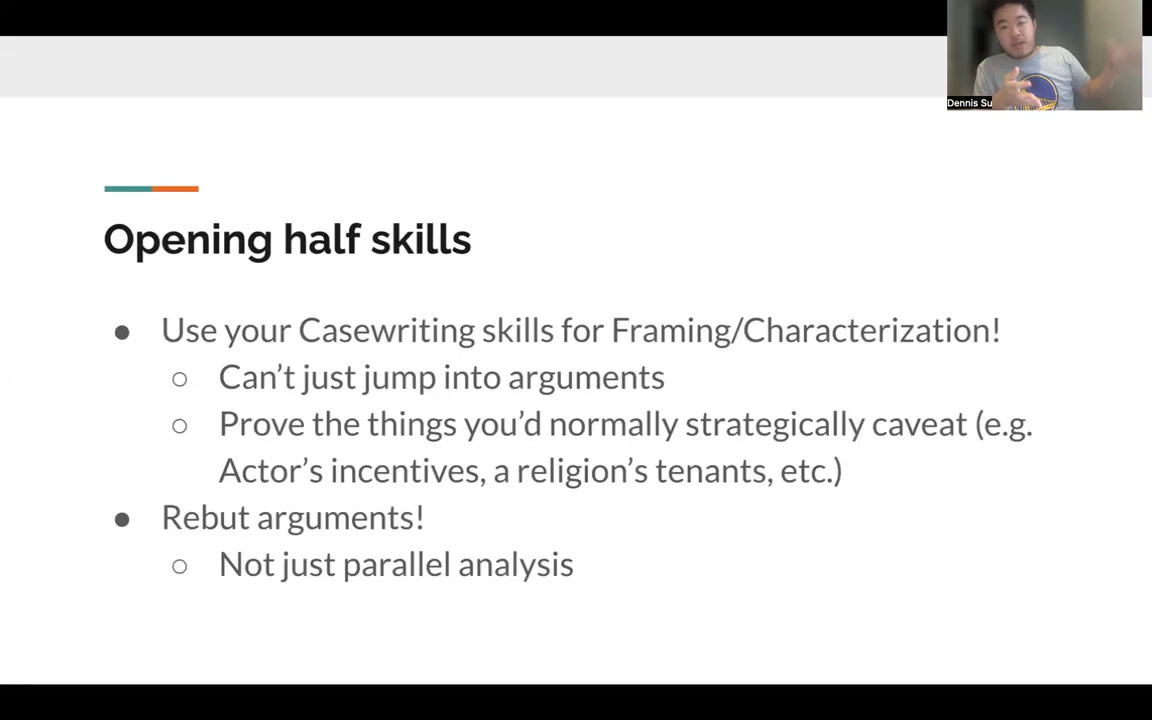 Dennis Su
Opening half skills
● Use your Casewriting skills for Framing/Characterization!
○ Can't just jump into arguments
○ Prove the things you'd normally strategically caveat (e.g.
Actor's incentives, a religion's tenants, etc.)
● Rebut arguments!
○ Not just parallel analysis